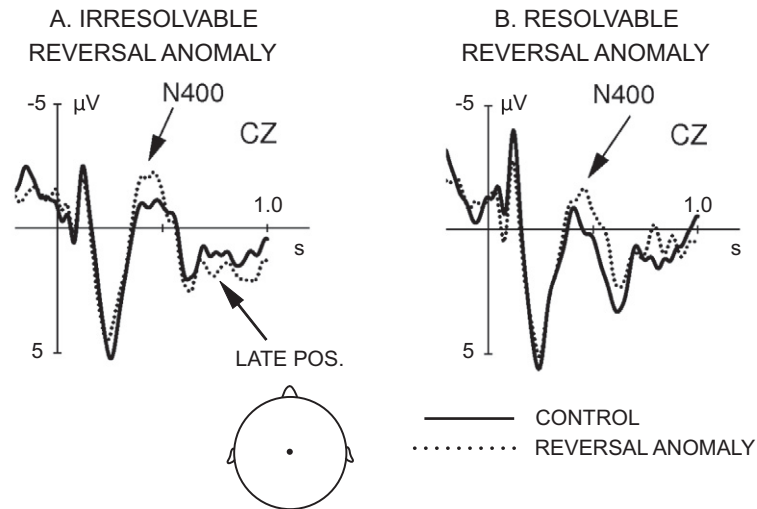 A. IRRESOLVABLE
REVERSAL ANOMALY
-5 µV
N400
CZ
1.0
s
5
LATE POS.
B. RESOLVABLE
REVERSAL ANOMALY
-5 µV
N400
CZ
1.0
s
5
CONTROL
REVERSAL ANOMALY